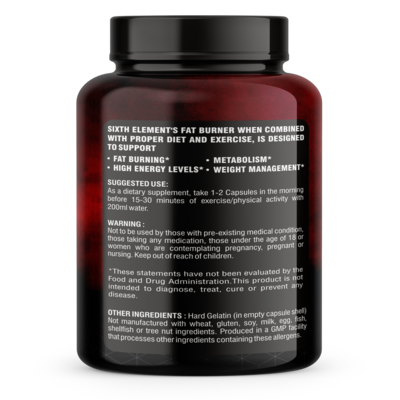 SIXTH ELEMENT'S FAT BURNER WHEN COMBINED
WITH PROPER DIET AND EXERCISE, IS DESIGNED
TO SUPPORT
• FAT BURNING* • METABOLISM*
• HIGH ENERGY LEVELS* • WEIGHT MANAGEMENT*
SUGGESTED USE:
As a dietary supplement, take 1-2 Capsules in the morning
before 15-30 minutes of exercise/physical activity with
200ml water.
WARNING :
Not to be used by those with pre-existing medical condition,
those taking any medication, those under the age of 18 or
women who are contemplating pregnancy, pregnant or
nursing. Keep out of reach of children.
*These statements have not been evaluated by the
Food and Drug Administration.This product is not
intended to diagnose, treat, cure or prevent any
disease.
OTHER INGREDIENTS : Hard Gelatin (in empty capsule shell)
Not manufactured with wheat, gluten, soy, milk, egg, fish,
shellfish or tree nut ingredients. Produced in a GMP facility
that processes other ingredients containing these allergens.